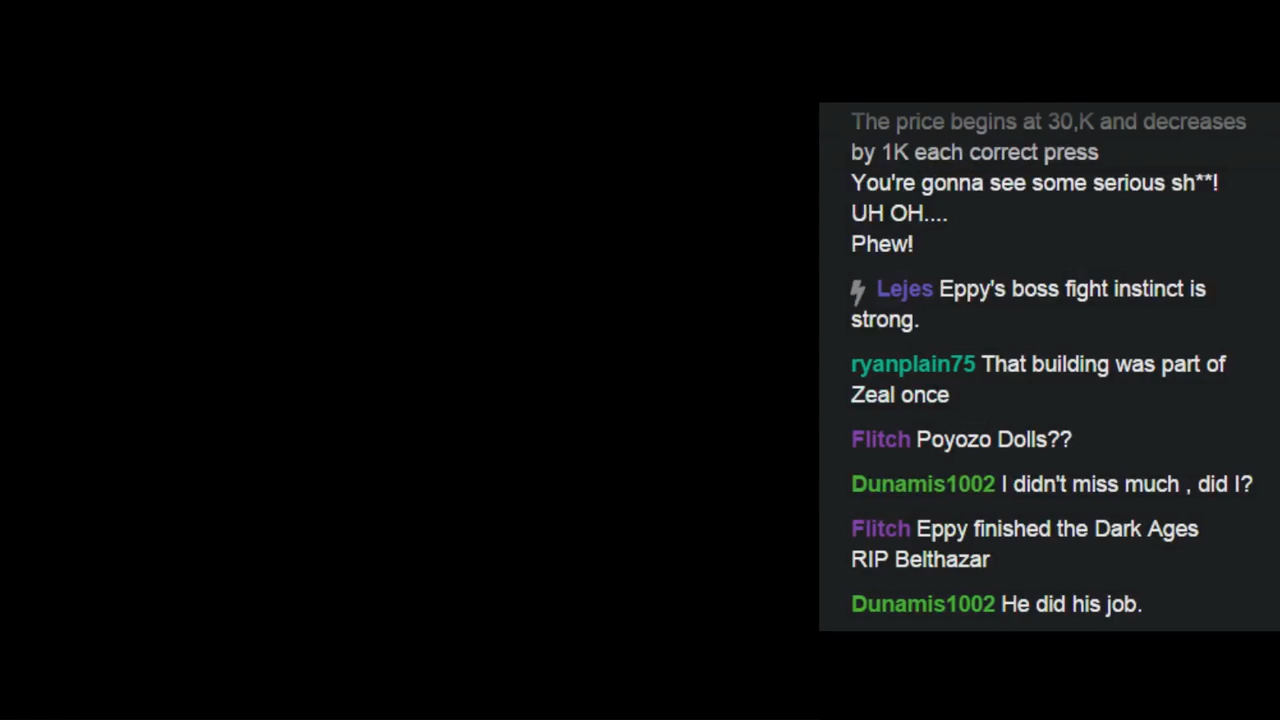 The price begins at 30,K and decreases
by 1K each correct press
You're gonna see some serious sh**!
UH OH....
Phew!
Lejes Eppy's boss fight instinct is
strong.
ryanplain75 That building was part of
Zeal once
Flitch Poyozo Dolls??
Dunamis1002 I didn't miss much , did I?
Flitch Eppy finished the Dark Ages
RIP Belthazar
Dunamis1002 He did his job.